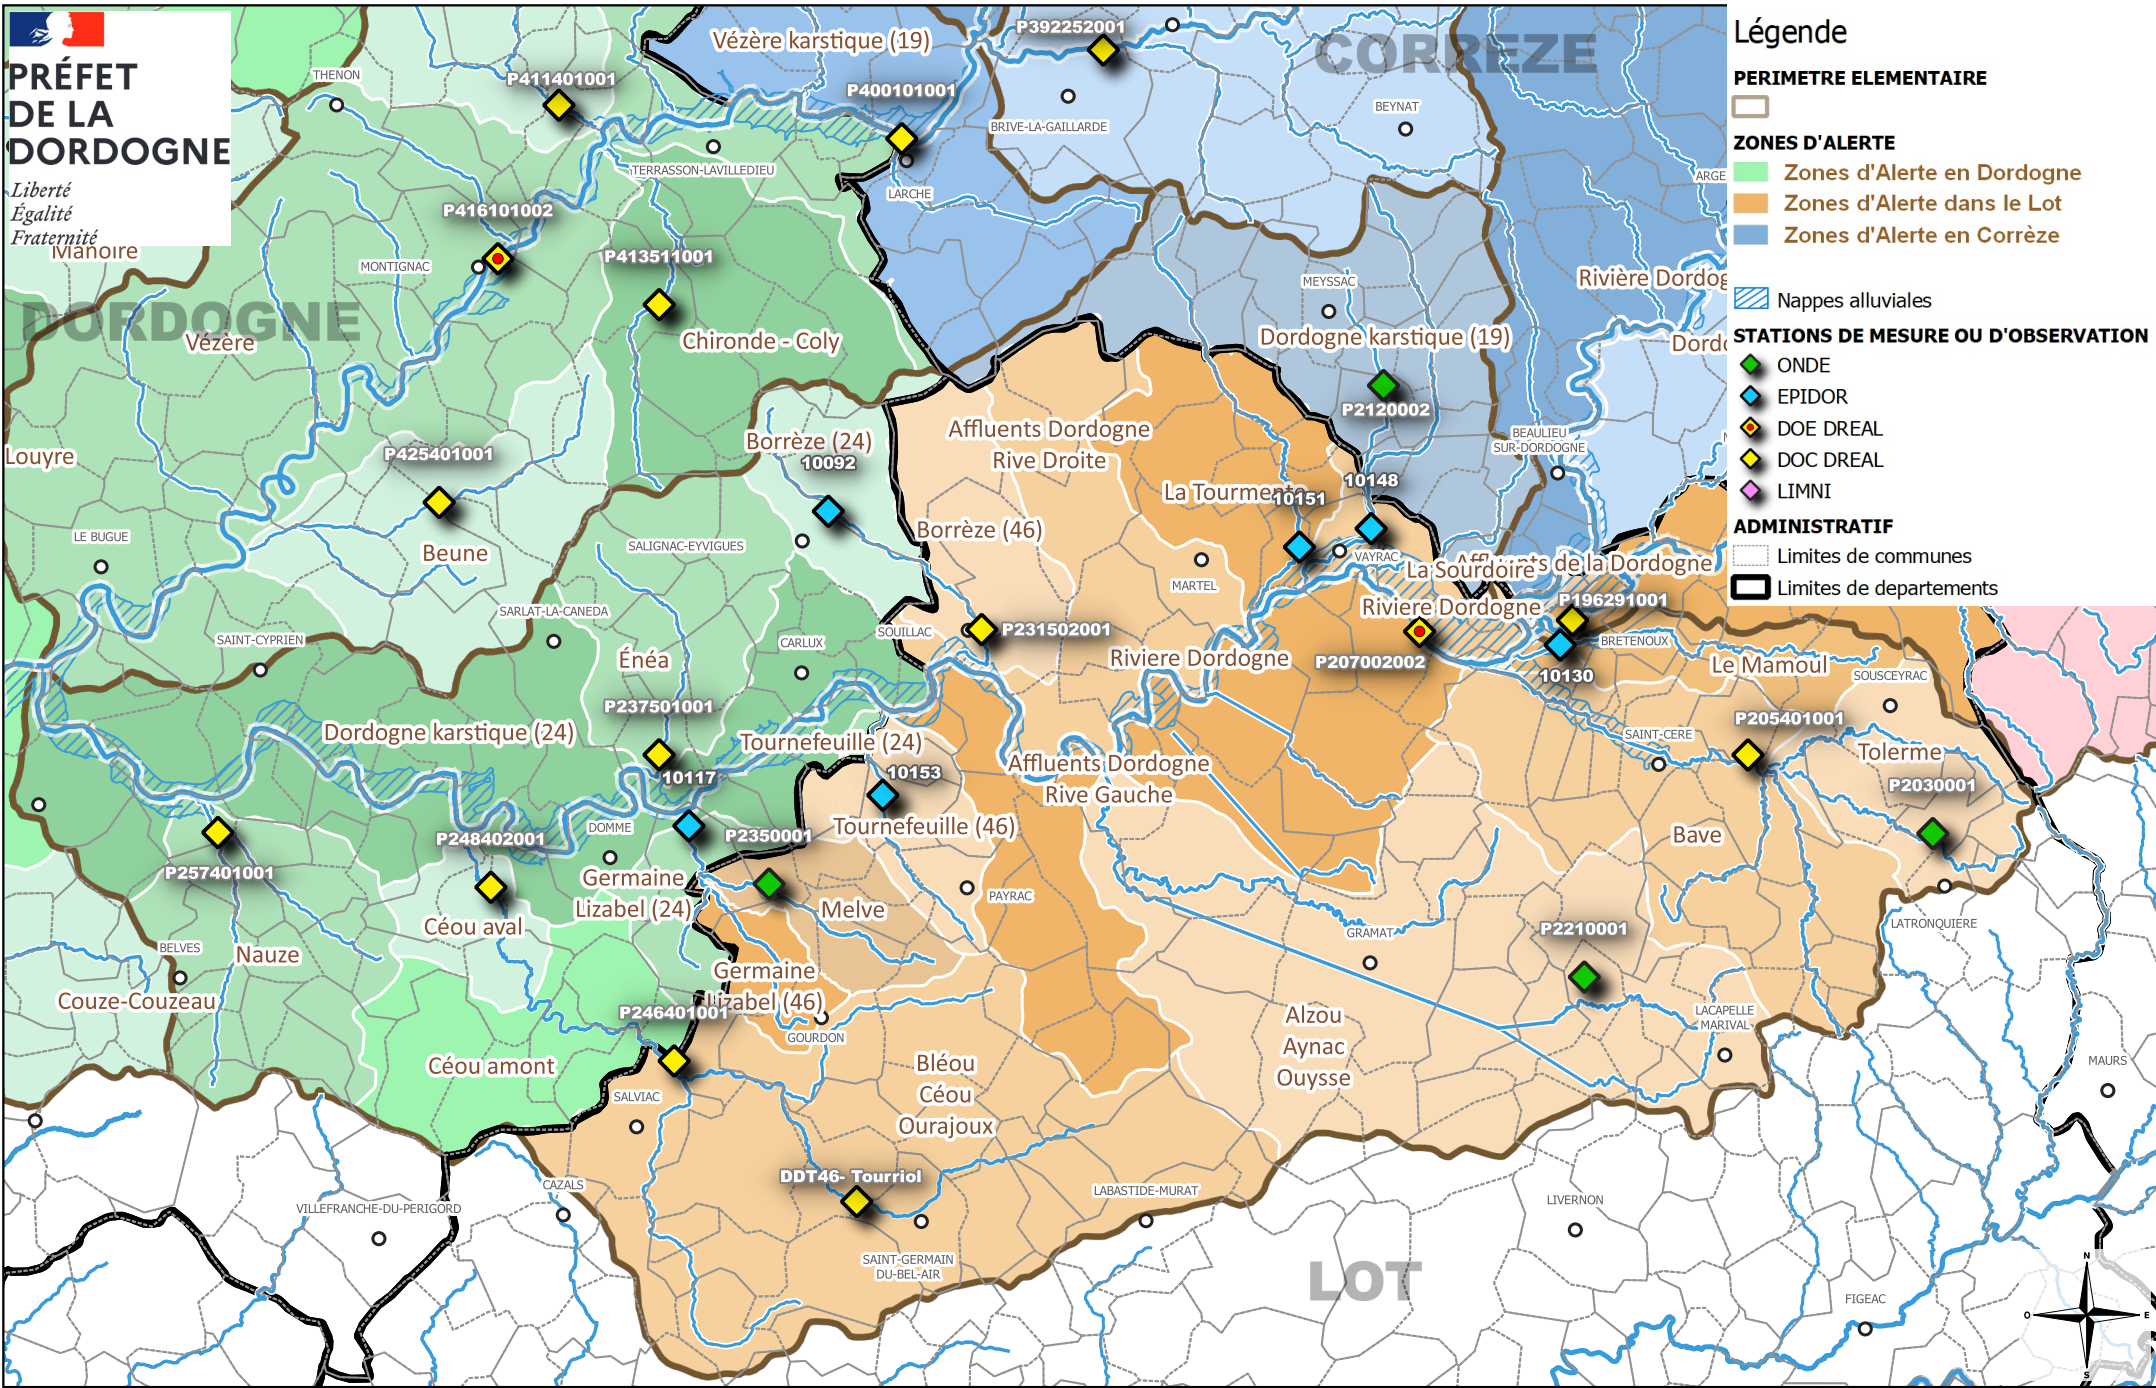 PRÉFET
DE LA
DORDOGNE
Liberté
Égalité
Fraternité
Légende
PERIMETRE ELEMENTAIRE
ZONES D'ALERTE
Zones d'Alerte en Dordogne
Zones d'Alerte dans le Lot
Zones d'Alerte en Corrèze
Nappes alluviales
STATIONS DE MESURE OU D'OBSERVATION
ONDE
EPIDOR
DOE DREAL
DOC DREAL
LIMNI
ADMINISTRATIF
Limites de communes
Limites de departements
Vézère karstique (19)
P392252001
CORREZE
THENON
P411401001
P400101001
BEYNAT
BRIVE-LA-GAILLARDE
TERRASSON-LAVILLEDIEU
LARCHE
ARGE
P416101002
Manoire
MONTIGNAC
P413511001
MEYSSAC
Rivière Dordog
DORDOGNE
Vézère
Chironde - Coly
Dordogne karstique (19)
Dordo
P2120002
Affluents Dordogne
Rive Droite
Borrèze (24)
10092
BEAULIEU
SUR-DORDOGNE
Louyre
P425401001
La Tourmente
10151
10148
LE BUGUE
Beune
SALIGNAC-EYVIGUES
Borrèze (46)
VAYRAC
MARTEL
La Sourdoire
Affluents de la Dordogne
SARLAT-LA-CANEDA
Riviere Dordogne
P196291001
SAINT-CYPRIEN
CARLUX
SOUILLAC
P231502001
BRETENOUX
Énéa
Riviere Dordogne
P207002002
10130
Le Mamoul
SOUSCEYRAC
P237501001
P205401001
Dordogne karstique (24)
Tournefeuille (24)
SAINT-CERE
Tolerme
10117
10153
Affluents Dordogne
Rive Gauche
P2030001
DOMME
P248402001
P2350001
Tournefeuille (46)
Bave
P257401001
Germaine
Lizabel (24)
Melve
PAYRAC
Céou aval
P2210001
GRAMAT
LATRONQUIERE
BELVES
Nauze
Germaine
Lizabel (46)
Couze-Couzeau
P246401001
GOURDON
Alzou
Aynac
Ouysse
LACAPELLE
MARIVAL
Céou amont
Bléou
Céou
Ourajoux
MAURS
SALVIAC
DDT46- Tourriol
CAZALS
LABASTIDE-MURAT
LIVERNON
VILLEFRANCHE-DU-PERIGORD
SAINT-GERMAIN
DU-BEL-AIR
LOT
FIGEAC
N
O
E
S